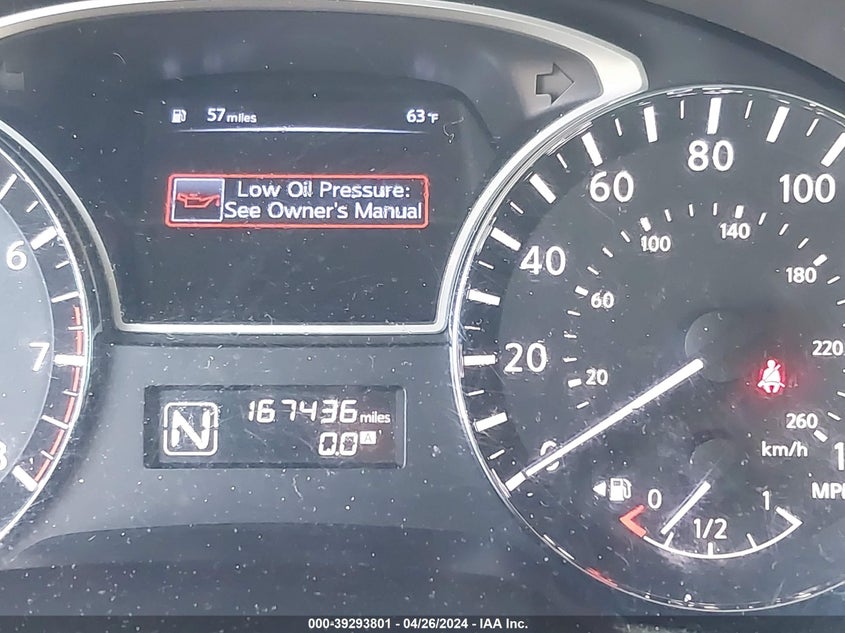 57 miles 63°F
Low Oil Pressure:
See Owner's Manual
6
7
8
N
167436 miles
0.0 A
0
20
40
60
80
100
20
60
100
140
180
220
260
km/h
MPH
0
1/2
1
000-39293801 / 04/26/2024 - IAA Inc.